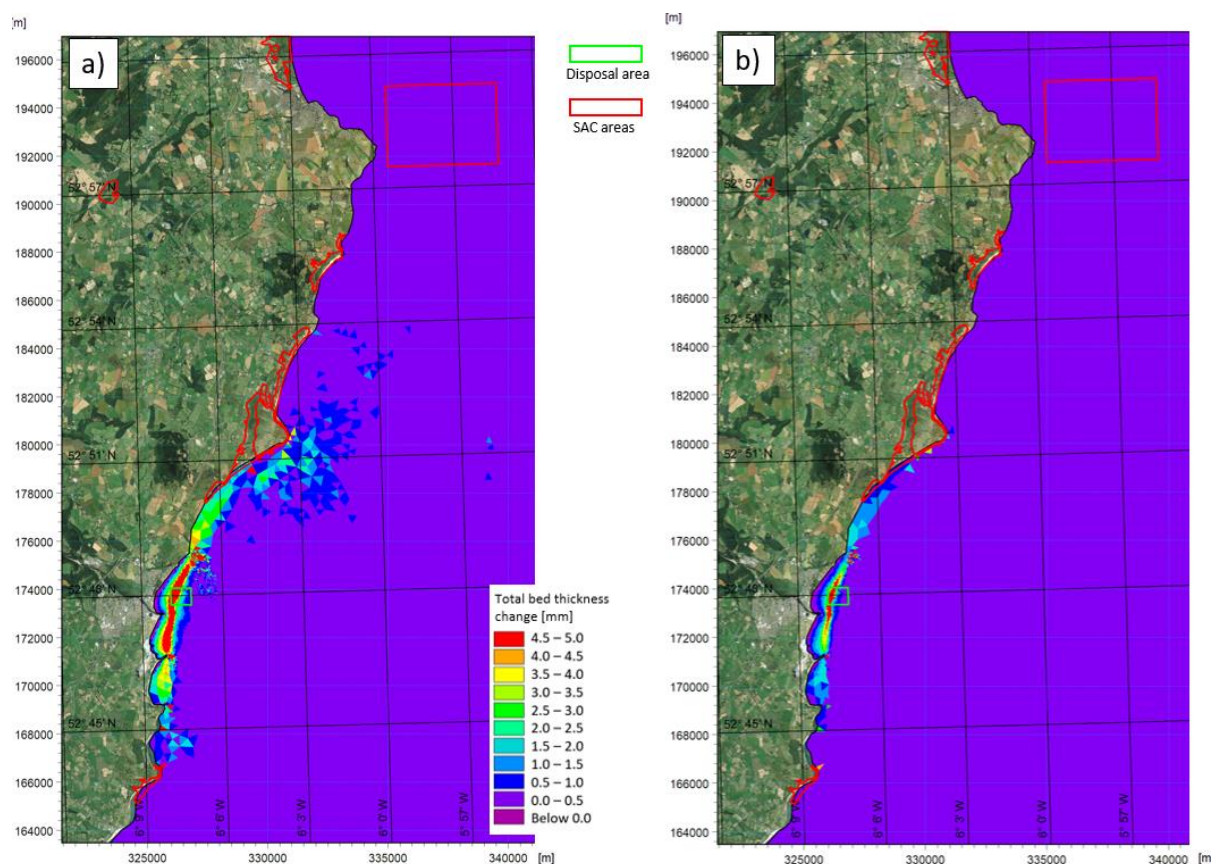 [m]
a)
196000
194000
192000
190000
188000
186000
184000
182000
180000
178000
176000
174000
172000
170000
168000
166000
164000
52° 57' N
52° 54' N
52° 51' N
52° 48' N
52° 45' N
6° 9' W
6° 6' W
6° 3' W
6° 0' W
5° 57' W
325000
330000
335000
340000
[m]
Disposal area
SAC areas
Total bed thickness
change [mm]
4.5 – 5.0
4.0 – 4.5
3.5 – 4.0
3.0 – 3.5
2.5 – 3.0
2.0 – 2.5
1.5 – 2.0
1.0 – 1.5
0.5 – 1.0
0.0 – 0.5
Below 0.0
[m]
b)
196000
194000
192000
190000
188000
186000
184000
182000
180000
178000
176000
174000
172000
170000
168000
166000
164000
52° 57' N
52° 54' N
52° 51' N
52° 48' N
52° 45' N
6° 9' W
6° 6' W
6° 3' W
6° 0' W
5° 57' W
325000
330000
335000
340000
[m]